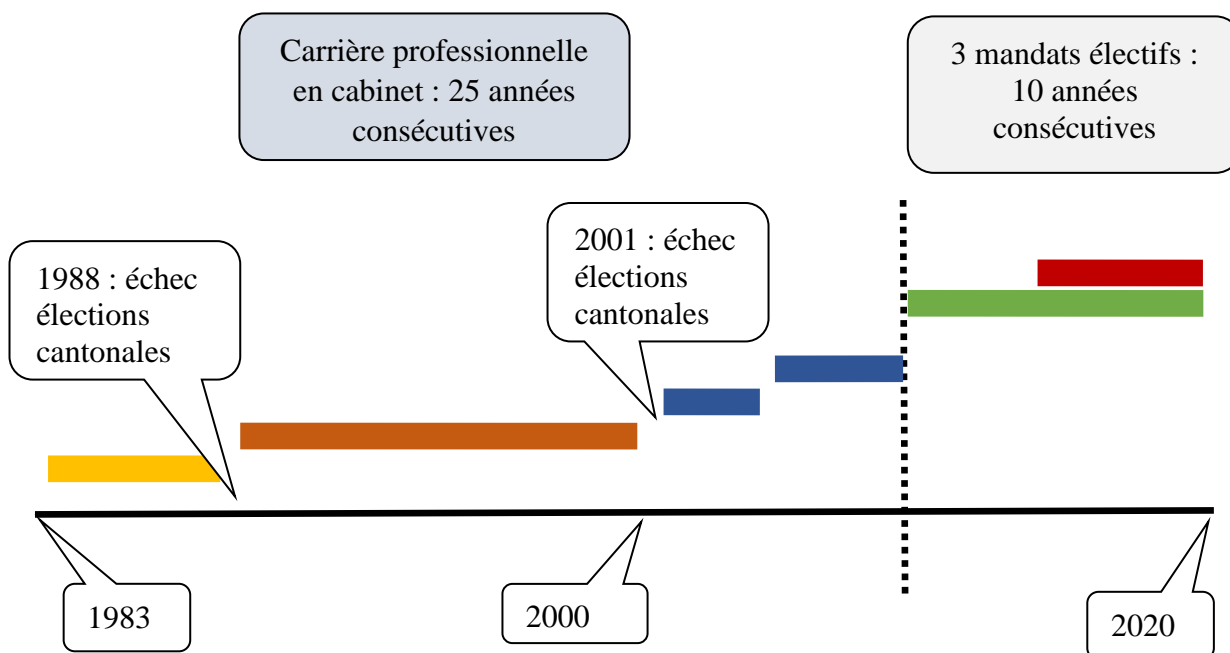 Carrière professionnelle
en cabinet : 25 années
consécutives
3 mandats électifs :
10 années
consécutives
1988 : échec
élections
cantonales
2001 : échec
élections
cantonales
1983
2000
2020